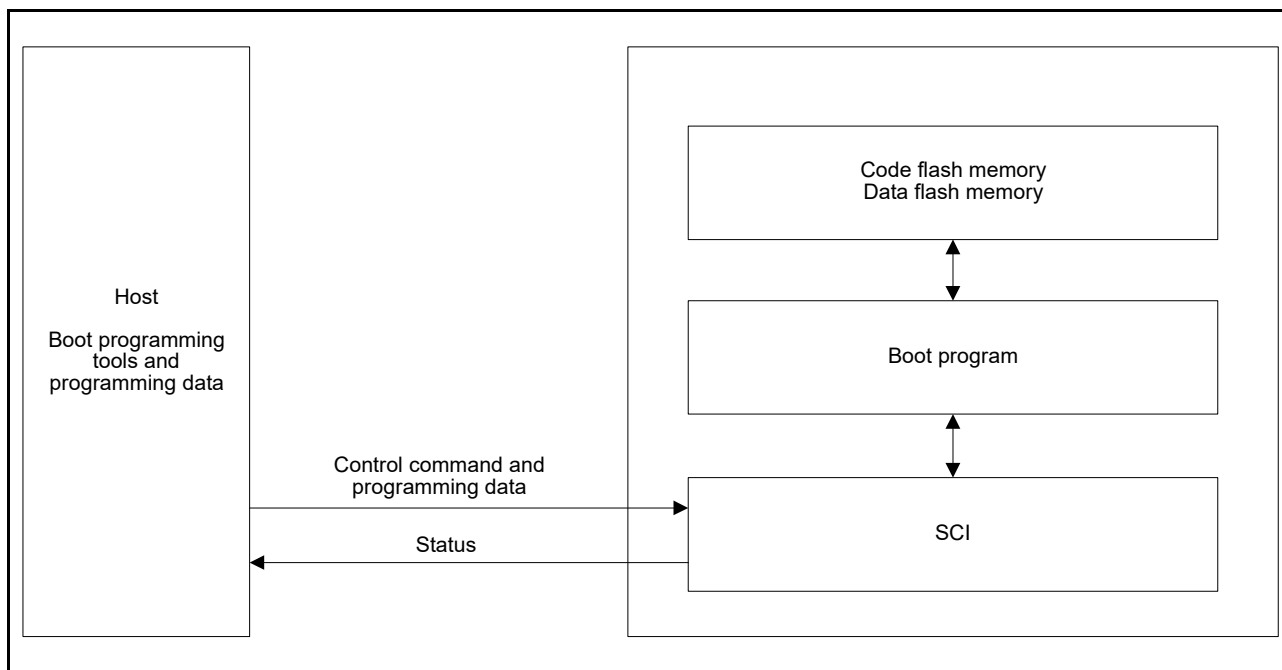 Host
Boot programming
tools and
programming data
Control command and
programming data
Status
Code flash memory
Data flash memory
Boot program
SCI